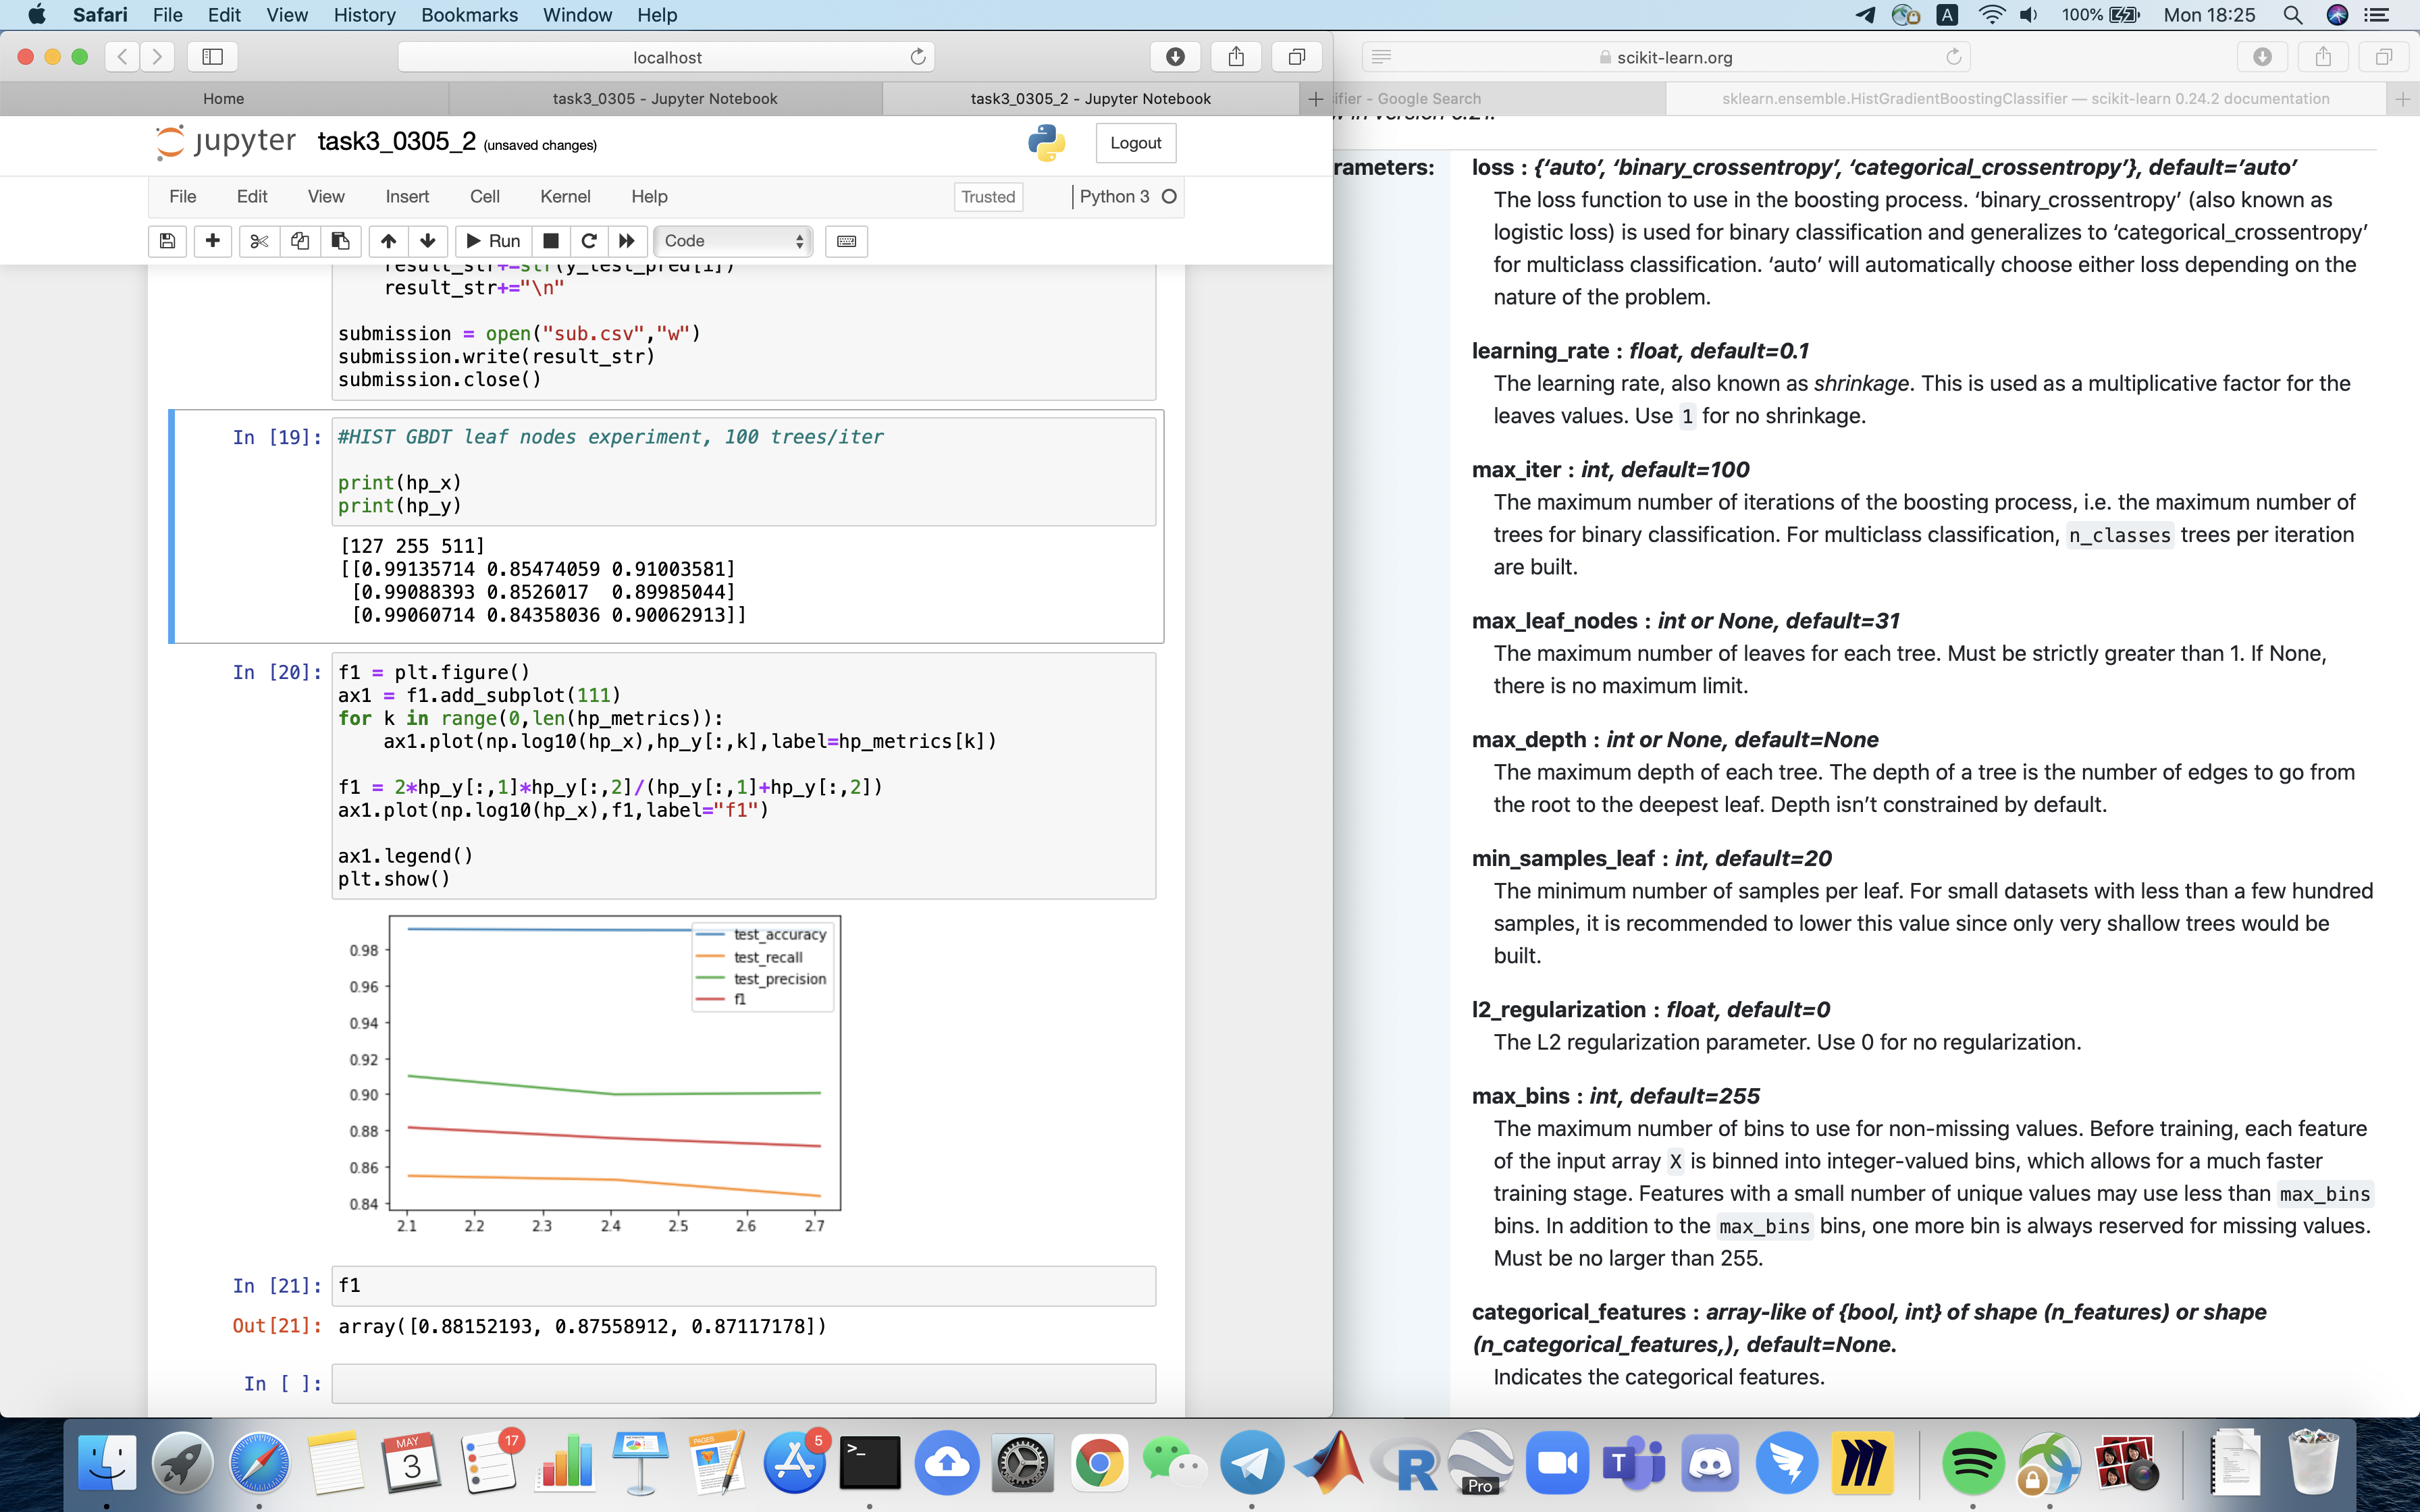 Safari File Edit View History Bookmarks Window Help
A 100% Mon 18:25
localhost
scikit-learn.org
Home
task3_0305 - Jupyter Notebook
task3_0305_2 - Jupyter Notebook
ifier - Google Search
sklearn.ensemble.HistGradientBoostingClassifier — scikit-learn 0.24.2 documentation
jupyter task3_0305_2 (unsaved changes)
Logout
File Edit View Insert Cell Kernel Help
Trusted
Python 3
Run
Code
result_str+=str(y_test_pred[i])
result_str+="\n"
submission = open("sub.csv","w")
submission.write(result_str)
submission.close()
In [19]:
#HIST GBDT leaf nodes experiment, 100 trees/iter
print(hp_x)
print(hp_y)
[127 255 511]
[[0.99135714 0.85474059 0.91003581]
[0.99088393 0.8526017  0.89985044]
[0.99060714 0.84358036 0.90062913]]
In [20]:
f1 = plt.figure()
ax1 = f1.add_subplot(111)
for k in range(0,len(hp_metrics)):
ax1.plot(np.log10(hp_x),hp_y[:,k],label=hp_metrics[k])
f1 = 2*hp_y[:,1]*hp_y[:,2]/(hp_y[:,1]+hp_y[:,2])
ax1.plot(np.log10(hp_x),f1,label="f1")
ax1.legend()
plt.show()
test_accuracy
test_recall
test_precision
f1
0.98
0.96
0.94
0.92
0.90
0.88
0.86
0.84
2.1 2.2 2.3 2.4 2.5 2.6 2.7
In [21]:
f1
Out[21]:
array([0.88152193, 0.87558912, 0.87117178])
In [ ]:
in version 0.21.
rameters:
loss : {‘auto’, ‘binary_crossentropy’, ‘categorical_crossentropy’}, default=’auto’
The loss function to use in the boosting process. ‘binary_crossentropy’ (also known as
logistic loss) is used for binary classification and generalizes to ‘categorical_crossentropy’
for multiclass classification. ‘auto’ will automatically choose either loss depending on the
nature of the problem.
learning_rate : float, default=0.1
The learning rate, also known as shrinkage. This is used as a multiplicative factor for the
leaves values. Use 1 for no shrinkage.
max_iter : int, default=100
The maximum number of iterations of the boosting process, i.e. the maximum number of
trees for binary classification. For multiclass classification, n_classes trees per iteration
are built.
max_leaf_nodes : int or None, default=31
The maximum number of leaves for each tree. Must be strictly greater than 1. If None,
there is no maximum limit.
max_depth : int or None, default=None
The maximum depth of each tree. The depth of a tree is the number of edges to go from
the root to the deepest leaf. Depth isn’t constrained by default.
min_samples_leaf : int, default=20
The minimum number of samples per leaf. For small datasets with less than a few hundred
samples, it is recommended to lower this value since only very shallow trees would be
built.
l2_regularization : float, default=0
The L2 regularization parameter. Use 0 for no regularization.
max_bins : int, default=255
The maximum number of bins to use for non-missing values. Before training, each feature
of the input array X is binned into integer-valued bins, which allows for a much faster
training stage. Features with a small number of unique values may use less than max_bins
bins. In addition to the max_bins bins, one more bin is always reserved for missing values.
Must be no larger than 255.
categorical_features : array-like of {bool, int} of shape (n_features) or shape
(n_categorical_features,), default=None.
Indicates the categorical features.
MAY
3
17
PAGES
5
>_
R
Pro
T